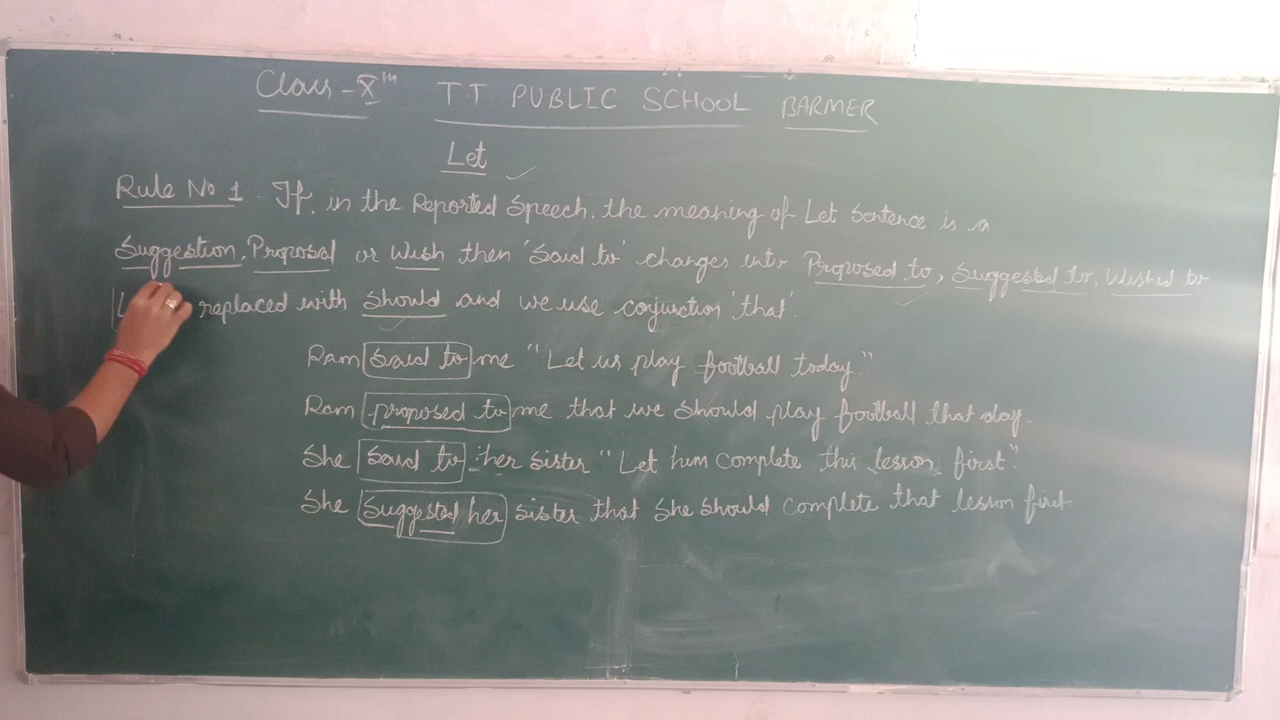 Class - Xᵗʰ TT PUBLIC SCHOOL BARMER
Let
Rule No 1. If in the Reported Speech. the meaning of Let sentence is a
Suggestion, Proposal or Wish then 'Said to' changes into Proposed to, Suggested to, Wished to
replaced with should and we use conjunction 'that'.
Ram Said to me "Let us play football today."
Ram proposed to me that we should play football that day.
She Said to her sister "Let him complete this lesson first".
She Suggested her sister that she should complete that lesson first.